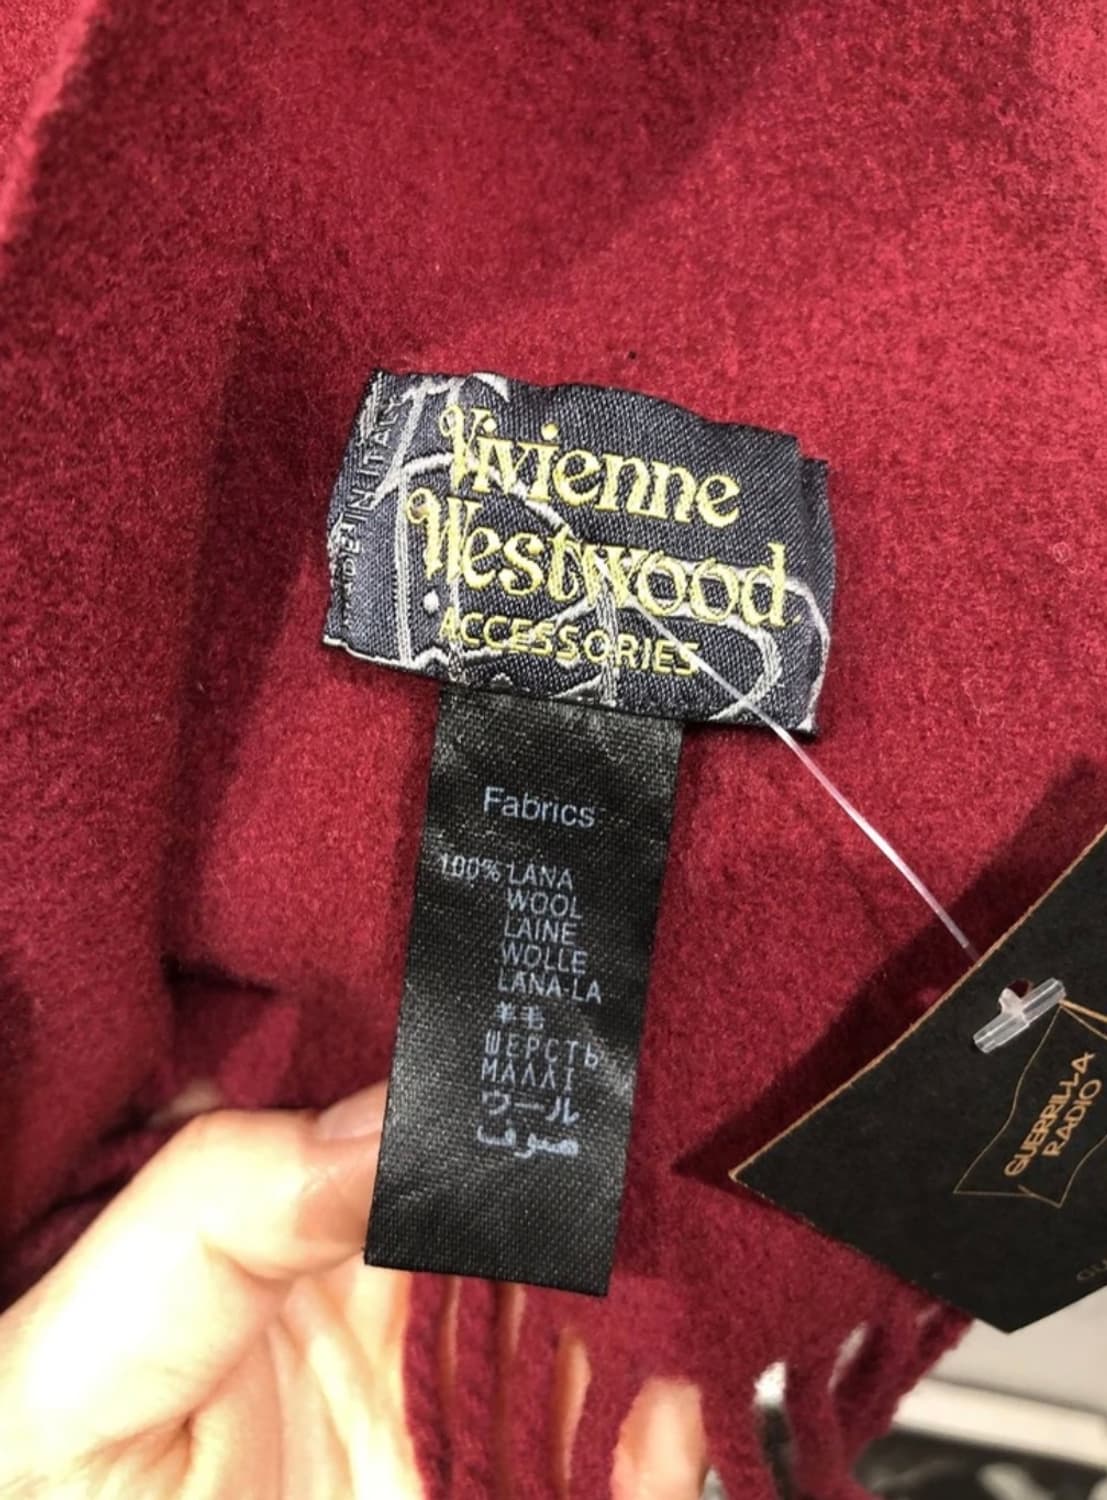 Vivienne
Westwood
ACCESSORIES
MADE IN ITALY
Fabrics
100% LANA
WOOL
LAINE
WOLLE
LANA-LA
羊毛
ШЕРСТЬ
ΜΑΛΛΙ
ウール
صوف
GUERRILLA
RADIO